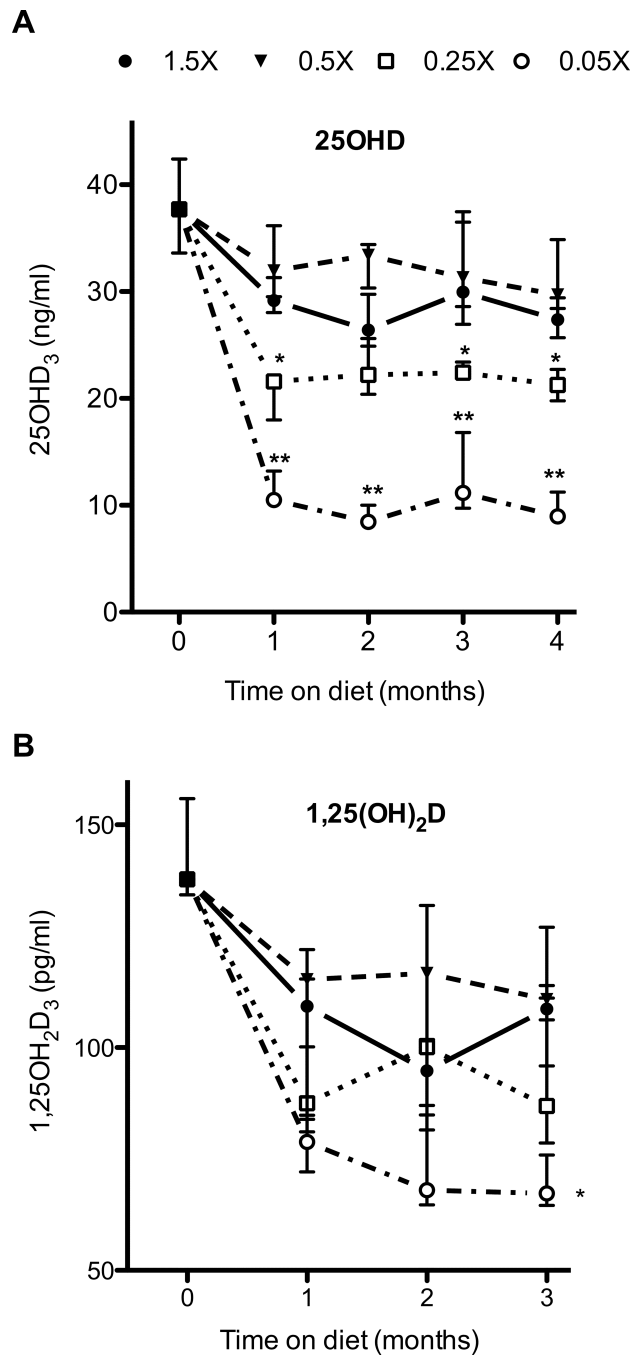 A
1.5X 0.5X 0.25X 0.05X
25OHD
40
30
20
10
0
25OHD3 (ng/ml)
*
*
*
**
**
**
**
0 1 2 3 4
Time on diet (months)
B
1,25(OH)2D
150
100
50
1,25OH2D3 (pg/ml)
*
0 1 2 3
Time on diet (months)